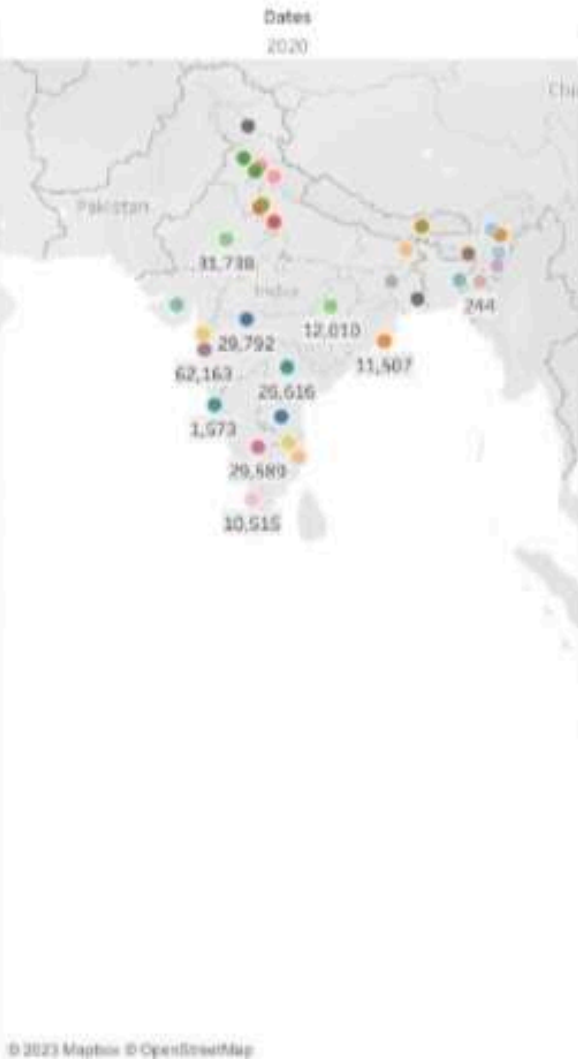 Dates
2020
Chi
Pakistan
31,738
India
244
12,010
29,792
11,507
62,163
26,616
1,573
29,589
10,515
© 2023 Mapbox © OpenStreetMap